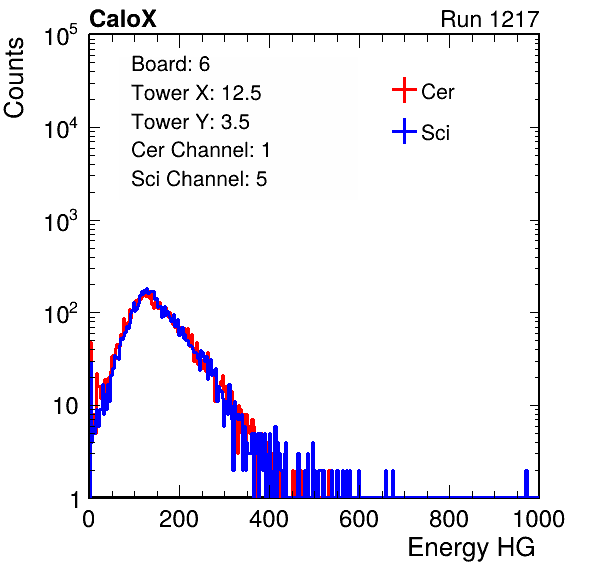 CaloX Run 1217
Counts
10^5
10^4
10^3
10^2
10
1
Board: 6
Tower X: 12.5
Tower Y: 3.5
Cer Channel: 1
Sci Channel: 5
Cer
Sci
0 200 400 600 800 1000
Energy HG